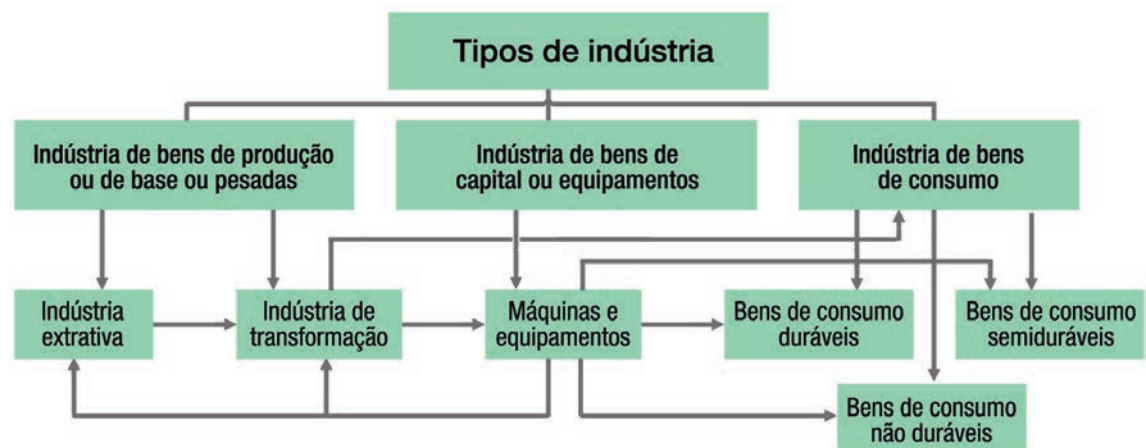 Tipos de indústria
Indústria de bens de produção
ou de base ou pesadas
Indústria de bens de
capital ou equipamentos
Indústria de bens
de consumo
Indústria
extrativa
Indústria de
transformação
Máquinas e
equipamentos
Bens de consumo
duráveis
Bens de consumo
semiduráveis
Bens de consumo
não duráveis